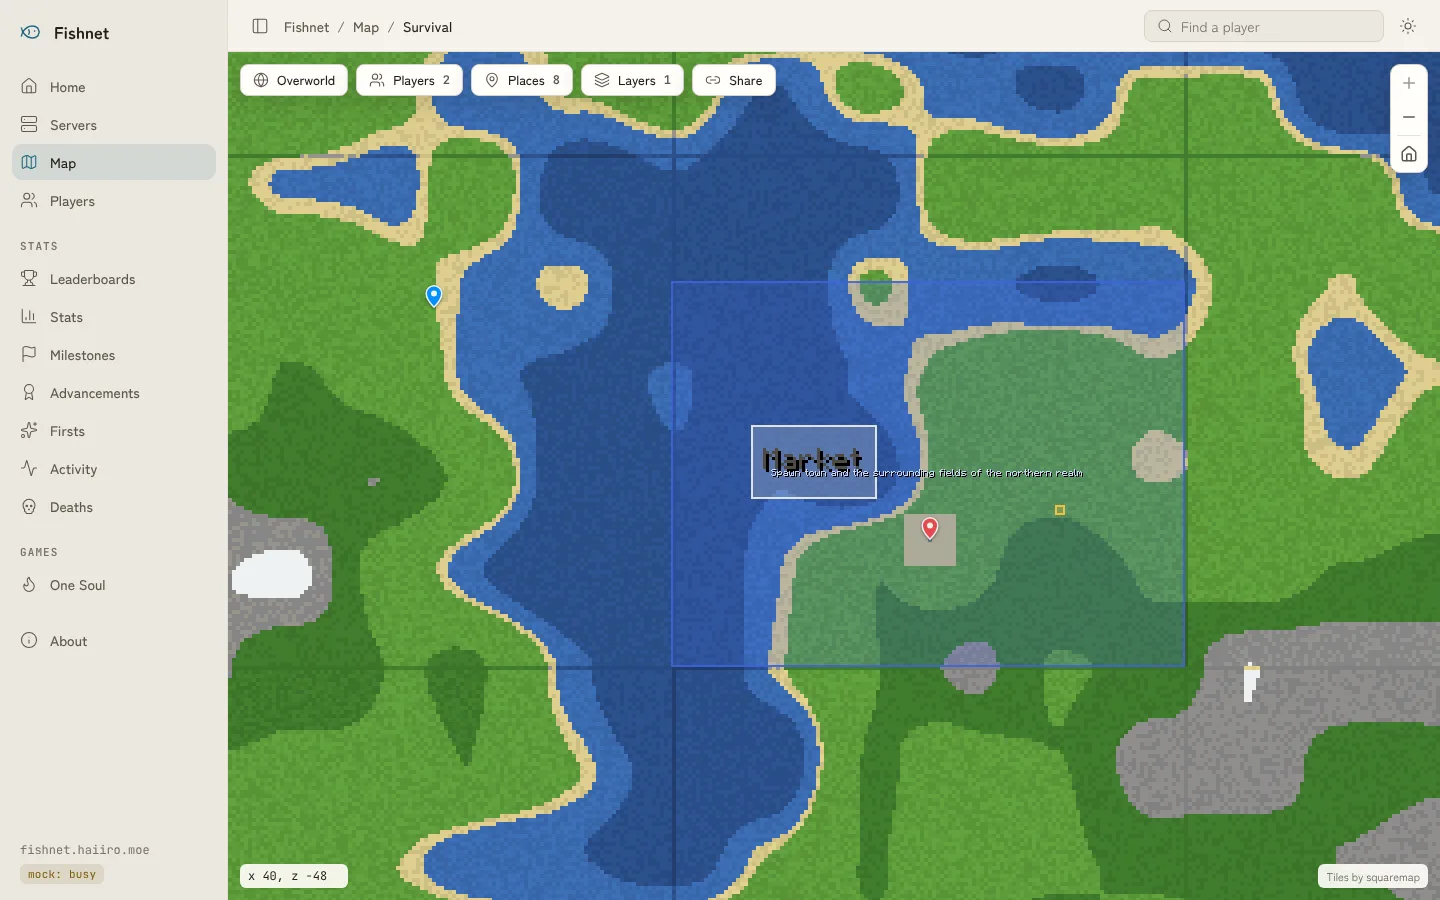 Fishnet
Fishnet / Map / Survival
Find a player
Home
Servers
Map
Players
STATS
Leaderboards
Stats
Milestones
Advancements
Firsts
Activity
Deaths
GAMES
One Soul
About
fishnet.haiiro.moe
mock: busy
Overworld
Players 2
Places 8
Layers 1
Share
Market
Spawn town and the surrounding fields of the northern realm
x 40, z -48
Tiles by squaremap